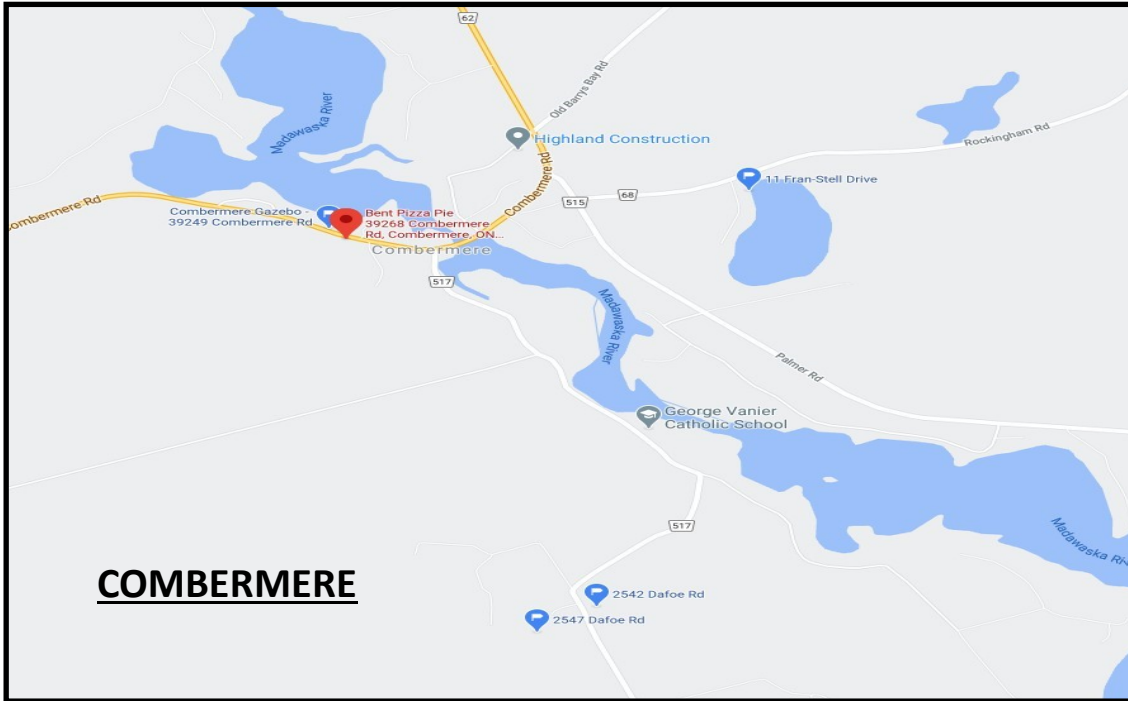 62
Old Barrys Bay Rd
Madawaska River
Highland Construction
Rockingham Rd
Combermere Rd
11 Fran-Stell Drive
68
515
Combermere Rd
Combermere Gazebo -
39249 Combermere Rd
Bent Pizza Pie
39268 Combermere
Rd, Combermere, ON...
Combermere
517
Madawaska River
Palmer Rd
George Vanier
Catholic School
517
Madawaska Riv
COMBERMERE
2542 Dafoe Rd
2547 Dafoe Rd